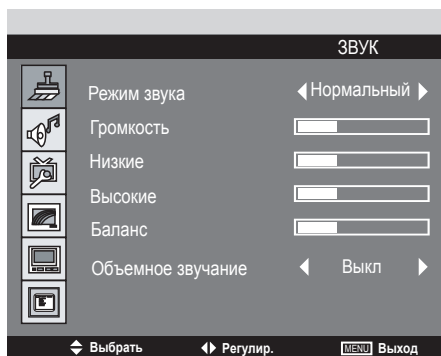 ЗВУК
Режим звука Нормальный
Громкость
Низкие
Высокие
Баланс
Объемное звучание Выкл
Выбрать Регулир. MENU Выход